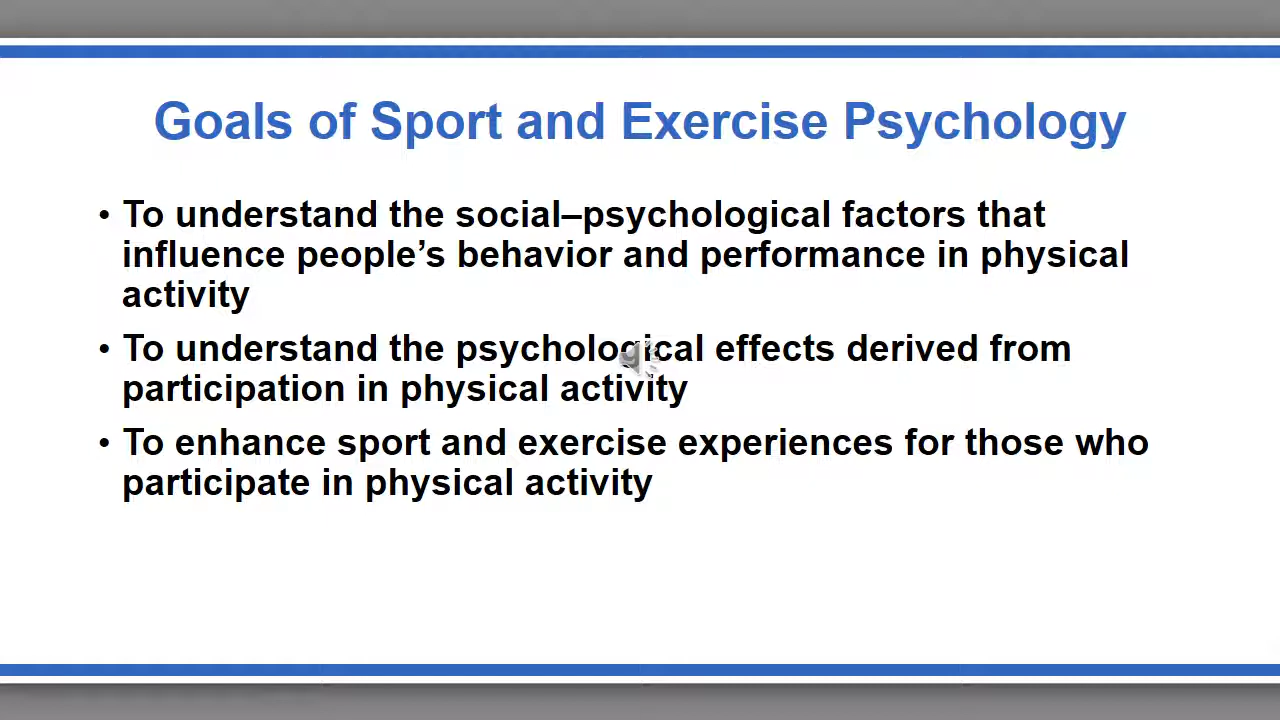 Goals of Sport and Exercise Psychology
• To understand the social–psychological factors that
influence people’s behavior and performance in physical
activity
• To understand the psychological effects derived from
participation in physical activity
• To enhance sport and exercise experiences for those who
participate in physical activity